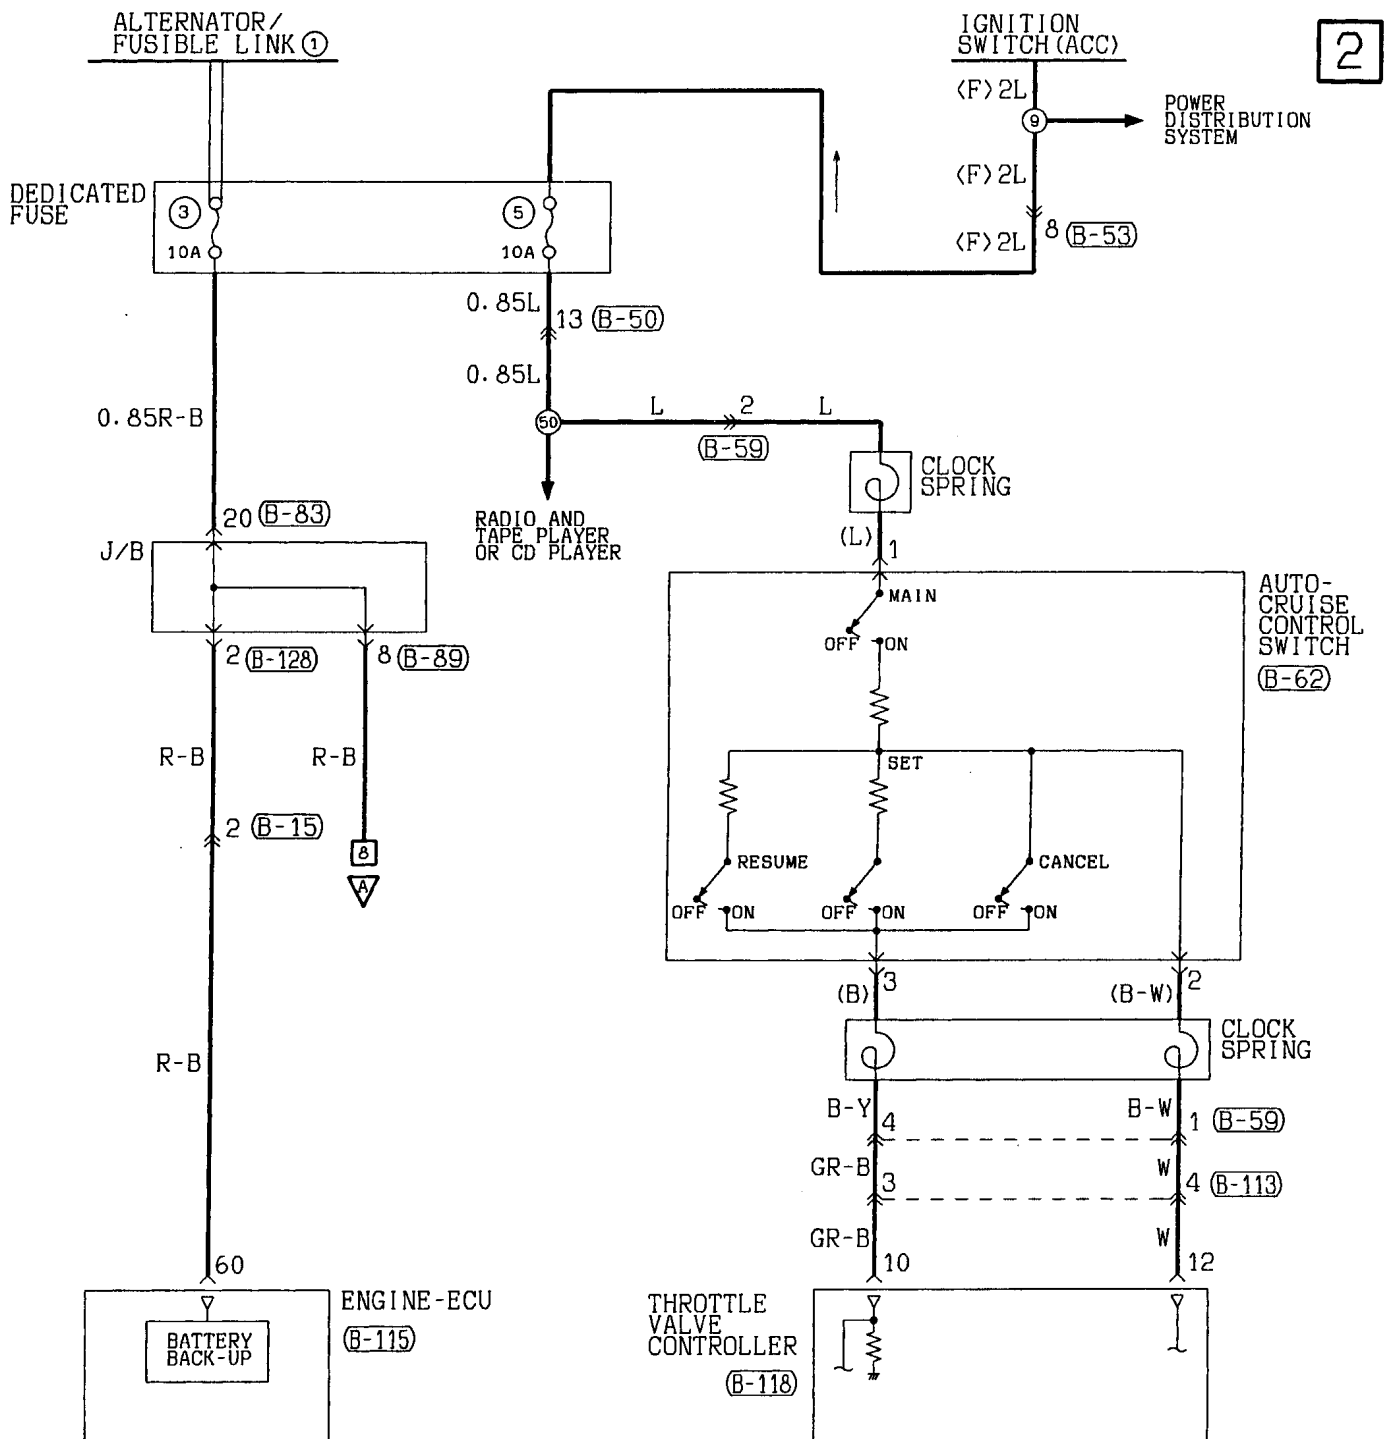 ALTERNATOR/
FUSIBLE LINK 1
IGNITION
SWITCH(ACC)
2
(F)2L
9
POWER
DISTRIBUTION
SYSTEM
DEDICATED
FUSE
3
5
(F)2L
10A
10A
(F)2L
8 (B-53)
0.85L
13 (B-50)
0.85L
0.85R-B
50
L
2
L
(B-59)
CLOCK
SPRING
20 (B-83)
J/B
RADIO AND
TAPE PLAYER
OR CD PLAYER
(L)
1
MAIN
OFF
ON
AUTO-
CRUISE
CONTROL
SWITCH
(B-62)
2 (B-128)
8 (B-89)
R-B
R-B
SET
2 (B-15)
8
A
RESUME
CANCEL
OFF
ON
OFF
ON
OFF
ON
3
2
(B)
(B-W)
CLOCK
SPRING
R-B
B-Y
4
B-W
1 (B-59)
GR-B
3
W
4 (B-113)
GR-B
10
W
12
60
ENGINE-ECU
(B-115)
BATTERY
BACK-UP
THROTTLE
VALVE
CONTROLLER
(B-118)